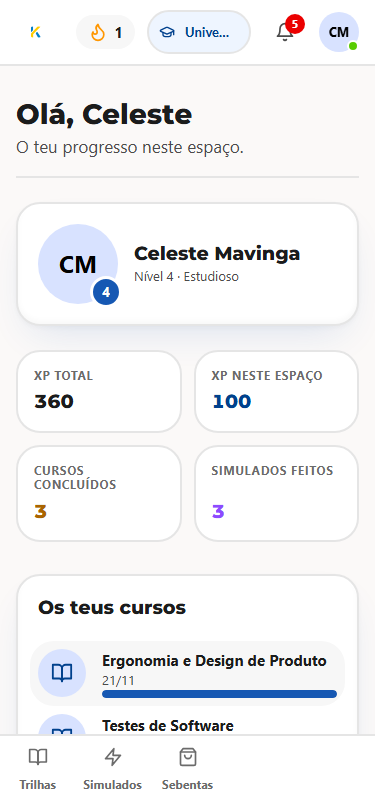 K
1
Unive...
5
CM
Olá, Celeste
O teu progresso neste espaço.
CM
4
Celeste Mavinga
Nível 4 · Estudioso
XP TOTAL
360
XP NESTE ESPAÇO
100
CURSOS
CONCLUÍDOS
3
SIMULADOS FEITOS
3
Os teus cursos
Ergonomia e Design de Produto
21/11
Testes de Software
Trilhas
Simulados
Sebentas